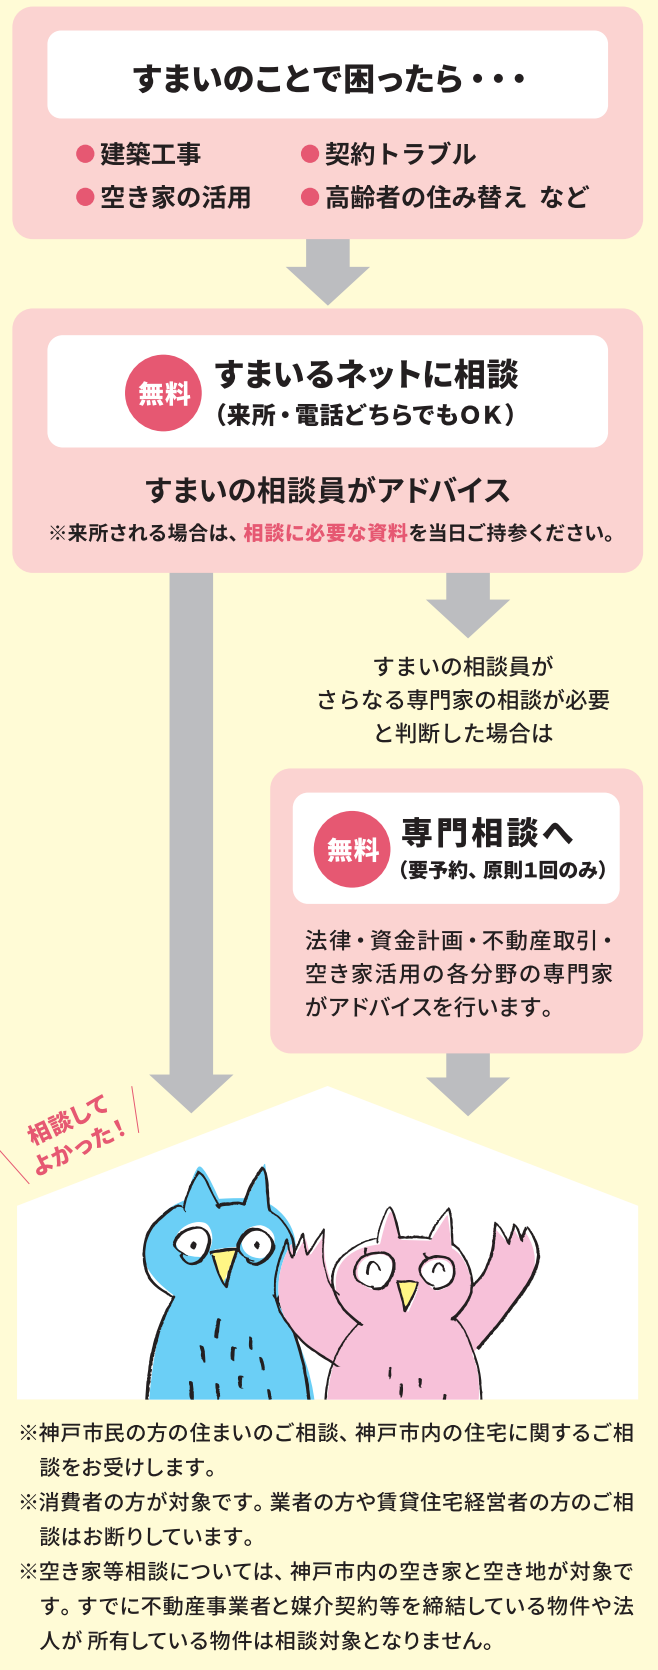 すまいのことで困ったら・・・
●建築工事
●契約トラブル
●空き家の活用
●高齢者の住み替え など
無料
すまいるネットに相談
（来所・電話どちらでもOK）
すまいの相談員がアドバイス
※来所される場合は、相談に必要な資料を当日ご持参ください。
すまいの相談員が
さらなる専門家の相談が必要
と判断した場合は
無料
専門相談へ
（要予約、原則1回のみ）
法律・資金計画・不動産取引・
空き家活用の各分野の専門家
がアドバイスを行います。
相談して
よかった！
※神戸市民の方の住まいのご相談、神戸市内の住宅に関するご相
談をお受けします。
※消費者の方が対象です。業者の方や賃貸住宅経営者の方のご相
談はお断りしています。
※空き家等相談については、神戸市内の空き家と空き地が対象で
す。すでに不動産事業者と媒介契約等を締結している物件や法
人が 所有している物件は相談対象となりません。